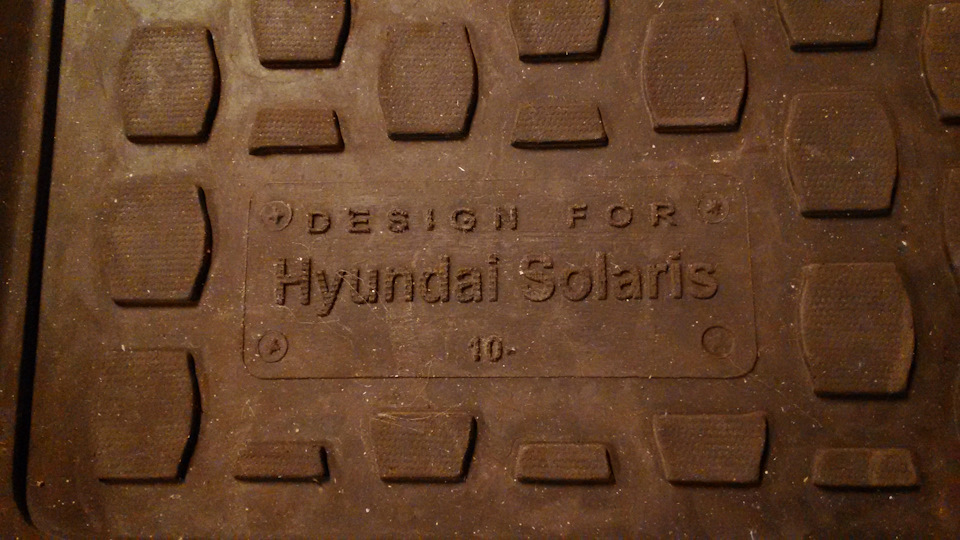 DESIGN FOR
Hyundai Solaris
10-